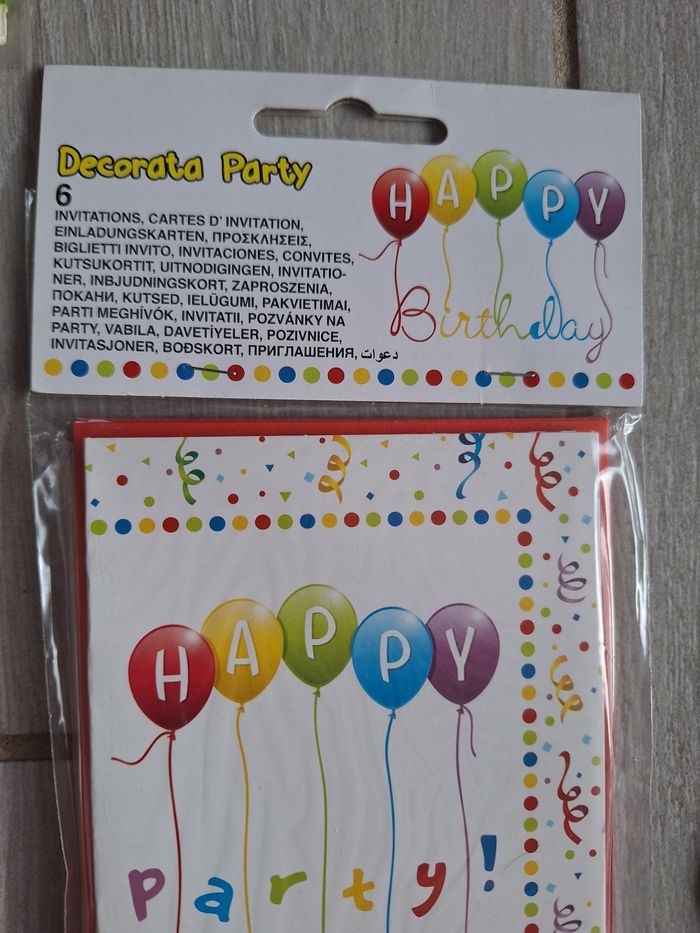 Decorata Party
6
INVITATIONS, CARTES D' INVITATION,
EINLADUNGSKARTEN, ΠΡΟΣΚΛΗΣΕΙΣ,
BIGLIETTI INVITO, INVITACIONES, CONVITES,
KUTSUKORTIT, UITNODIGINGEN, INVITATIO-
NER, INBJUDNINGSKORT, ZAPROSZENIA,
ПОКАНИ, KUTSED, IELŪGUMI, PAKVIETIMAI,
PARTI MEGHÍVÓK, INVITATII, POZVÁNKY NA
PARTY, VABILA, DAVETİYELER, POZIVNICE,
INVITASJONER, BOÐSKORT, ПРИГЛАШЕНИЯ, دعوات
HAPPY
Birthday
HAPPY
party!